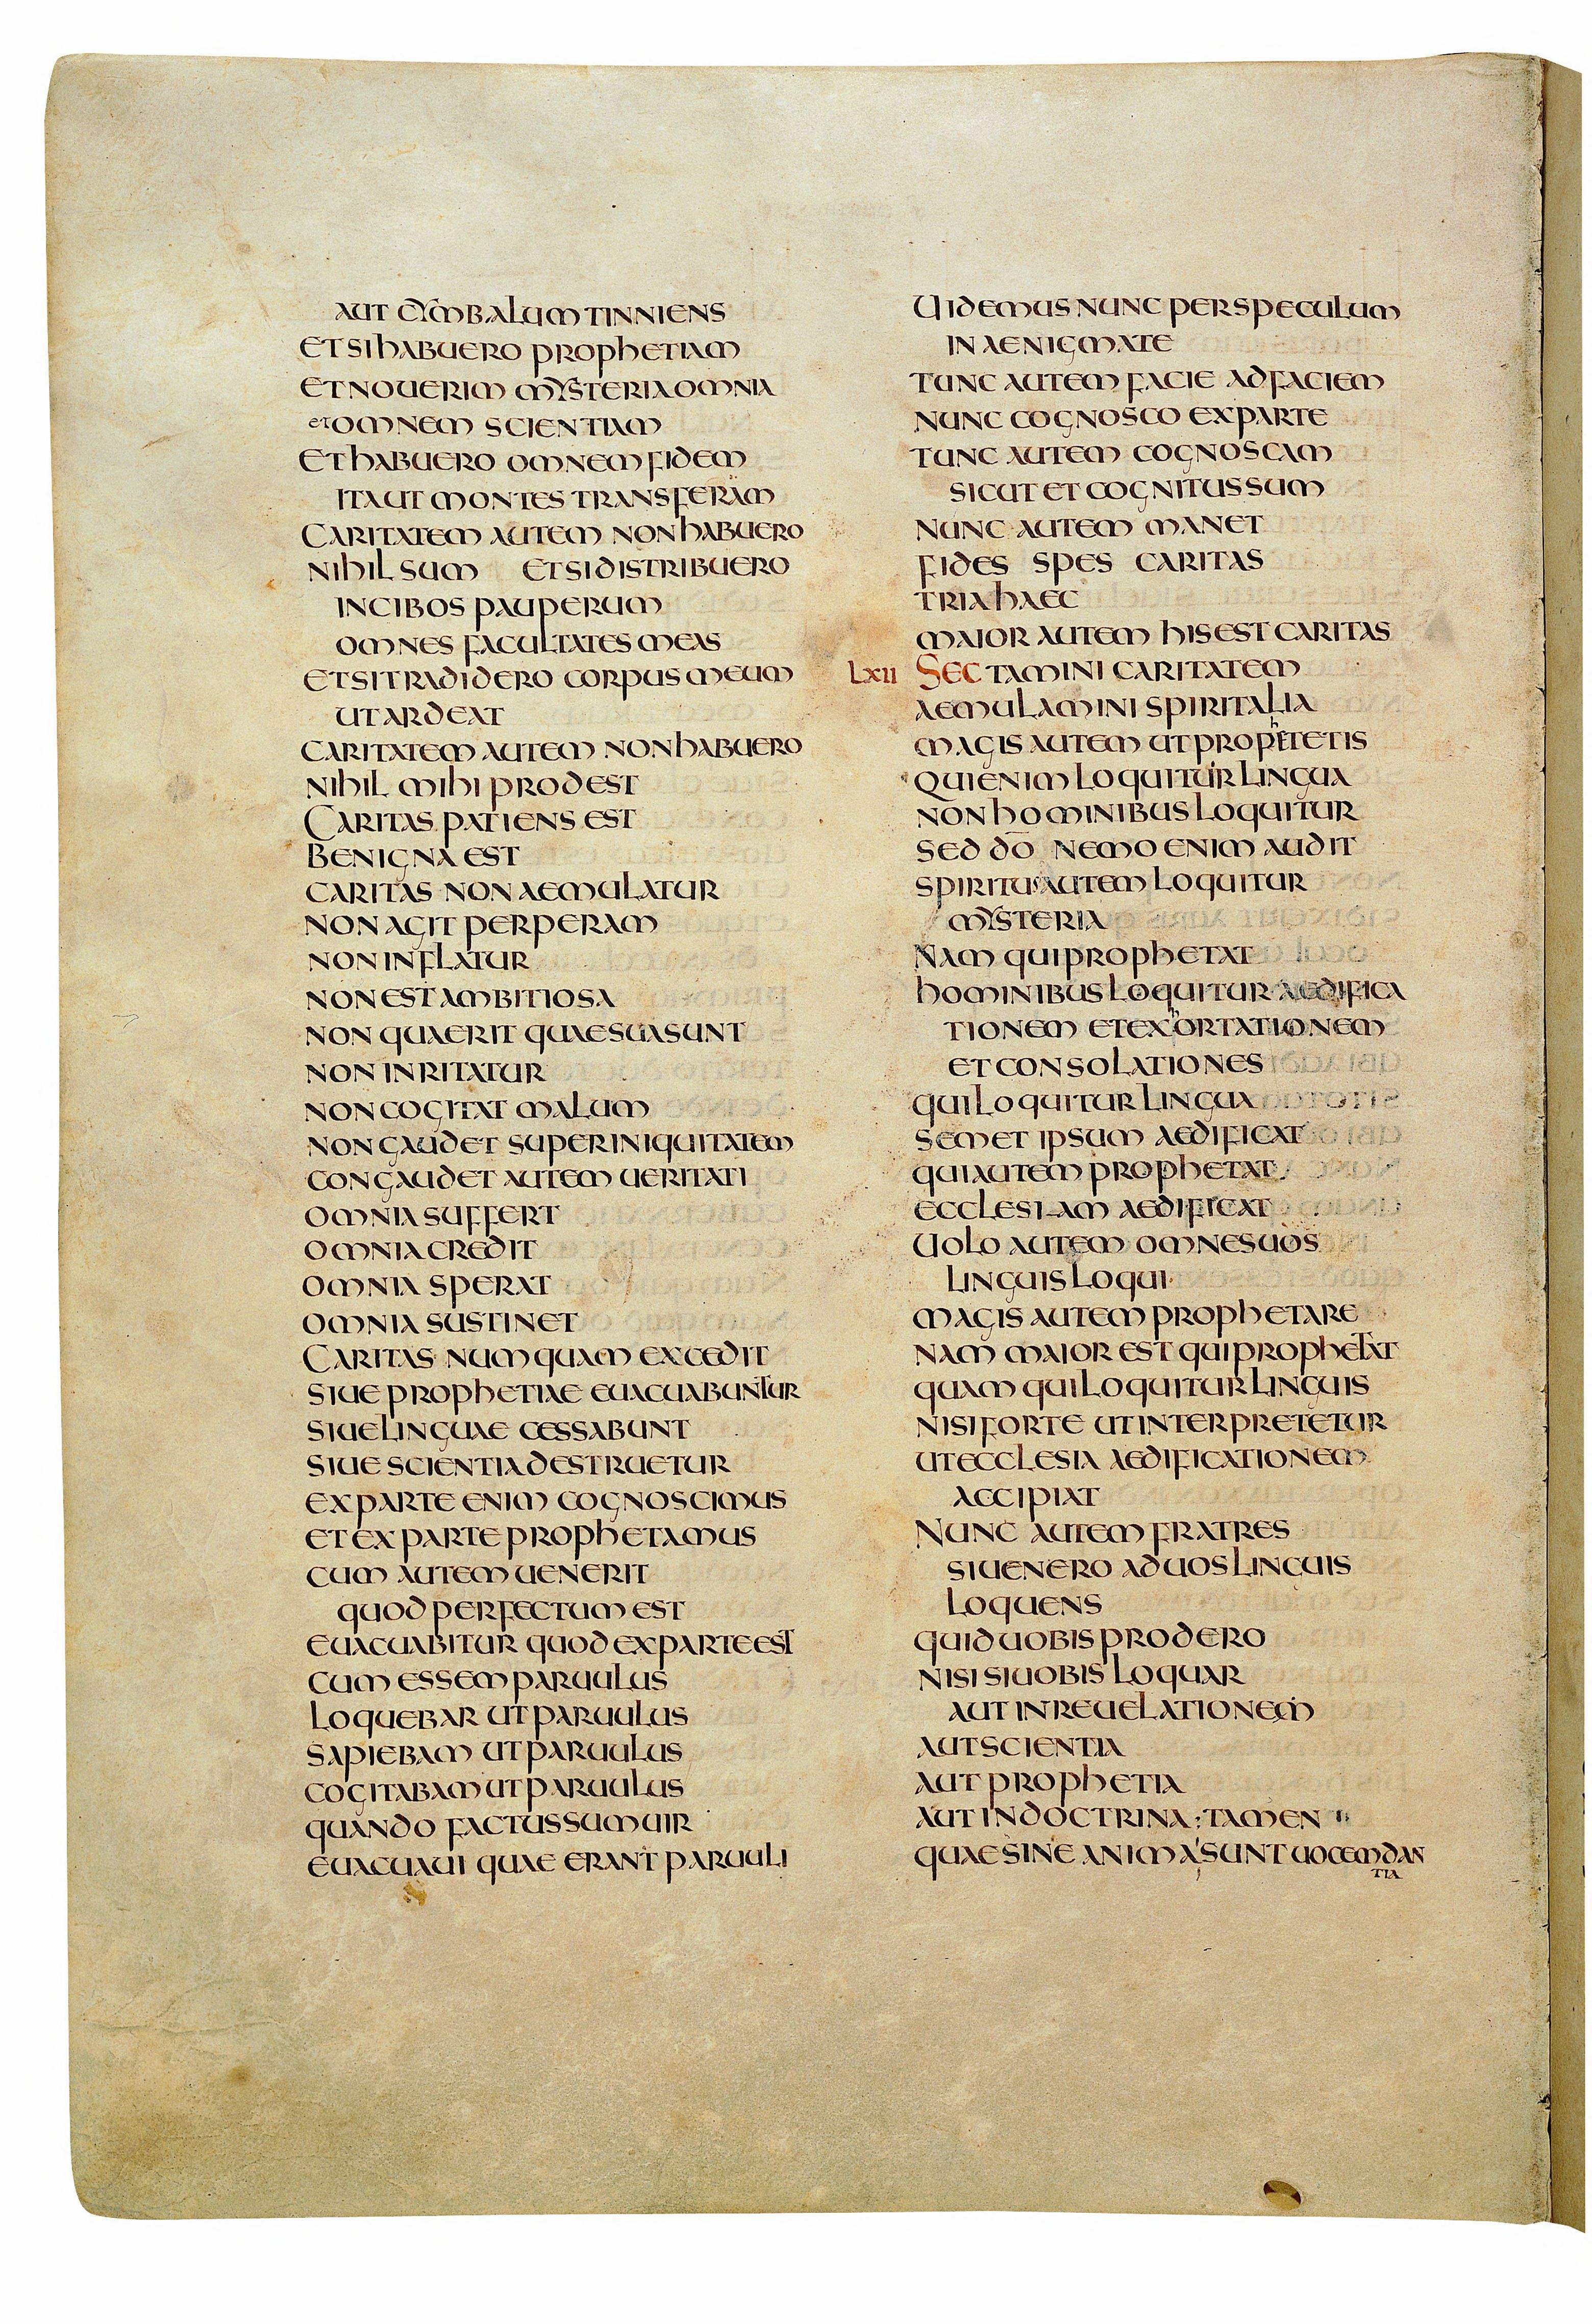 AUT CYMBALUM TINNIENS
ET SI HABUERO PROPHETIAM
ET NOUERIM MYSTERIA OMNIA
et OMNEM SCIENTIAM
ET HABUERO OMNEM FIDEM
ITA UT MONTES TRANSFERAM
CARITATEM AUTEM NON HABUERO
NIHIL SUM ET SI DISTRIBUERO
IN CIBOS PAUPERUM
OMNES FACULTATES MEAS
ET SI TRADIDERO CORPUS MEUM
UT ARDEAT
CARITATEM AUTEM NON HABUERO
NIHIL MIHI PRODEST
CARITAS PATIENS EST
BENIGNA EST
CARITAS NON AEMULATUR
NON AGIT PERPERAM
NON INFLATUR
NON EST AMBITIOSA
NON QUAERIT QUAE SUA SUNT
NON INRITATUR
NON COGITAT MALUM
NON GAUDET SUPER INIQUITATEM
CONGAUDET AUTEM UERITATI
OMNIA SUFFERT
OMNIA CREDIT
OMNIA SPERAT
OMNIA SUSTINET
CARITAS NUMQUAM EXCEDIT
SIUE PROPHETIAE EUACUABUNTUR
SIUE LINGUAE CESSABUNT
SIUE SCIENTIA DESTRUETUR
EX PARTE ENIM COGNOSCIMUS
ET EX PARTE PROPHETAMUS
CUM AUTEM UENERIT
QUOD PERFECTUM EST
EUACUABITUR QUOD EX PARTE EST
CUM ESSEM PARUULUS
LOQUEBAR UT PARUULUS
SAPIEBAM UT PARUULUS
COGITABAM UT PARUULUS
QUANDO FACTUS SUM UIR
EUACUAUI QUAE ERANT PARUULI
UIDEMUS NUNC PER SPECULUM
IN AENIGMATE
TUNC AUTEM FACIE AD FACIEM
NUNC COGNOSCO EX PARTE
TUNC AUTEM COGNOSCAM
SICUT ET COGNITUS SUM
NUNC AUTEM MANET
FIDES SPES CARITAS
TRIA HAEC
MAIOR AUTEM HIS EST CARITAS
LXII SECTAMINI CARITATEM
AEMULAMINI SPIRITALIA
MAGIS AUTEM UT PROPHETETIS
QUI ENIM LOQUITUR LINGUA
NON HOMINIBUS LOQUITUR
SED DŌ NEMO ENIM AUDIT
SPIRITUS AUTEM LOQUITUR
MYSTERIA
NAM QUI PROPHETAT
HOMINIBUS LOQUITUR AEDIFICA
TIONEM ET EXHORTATIONEM
ET CONSOLATIONES
QUI LOQUITUR LINGUA
SEMET IPSUM AEDIFICAT
QUI AUTEM PROPHETAT
ECCLESIAM AEDIFICAT
UOLO AUTEM OMNES UOS
LINGUIS LOQUI
MAGIS AUTEM PROPHETARE
NAM MAIOR EST QUI PROPHETAT
QUAM QUI LOQUITUR LINGUIS
NISI FORTE UT INTERPRETETUR
UT ECCLESIA AEDIFICATIONEM
ACCIPIAT
NUNC AUTEM FRATRES
SI UENERO AD UOS LINGUIS
LOQUENS
QUID UOBIS PRODERO
NISI SI UOBIS LOQUAR
AUT IN REUELATIONEM
AUT SCIENTIA
AUT PROPHETIA
AUT IN DOCTRINA : TAMEN
QUAE SINE ANIMA SUNT UOCEM DAN
TIA